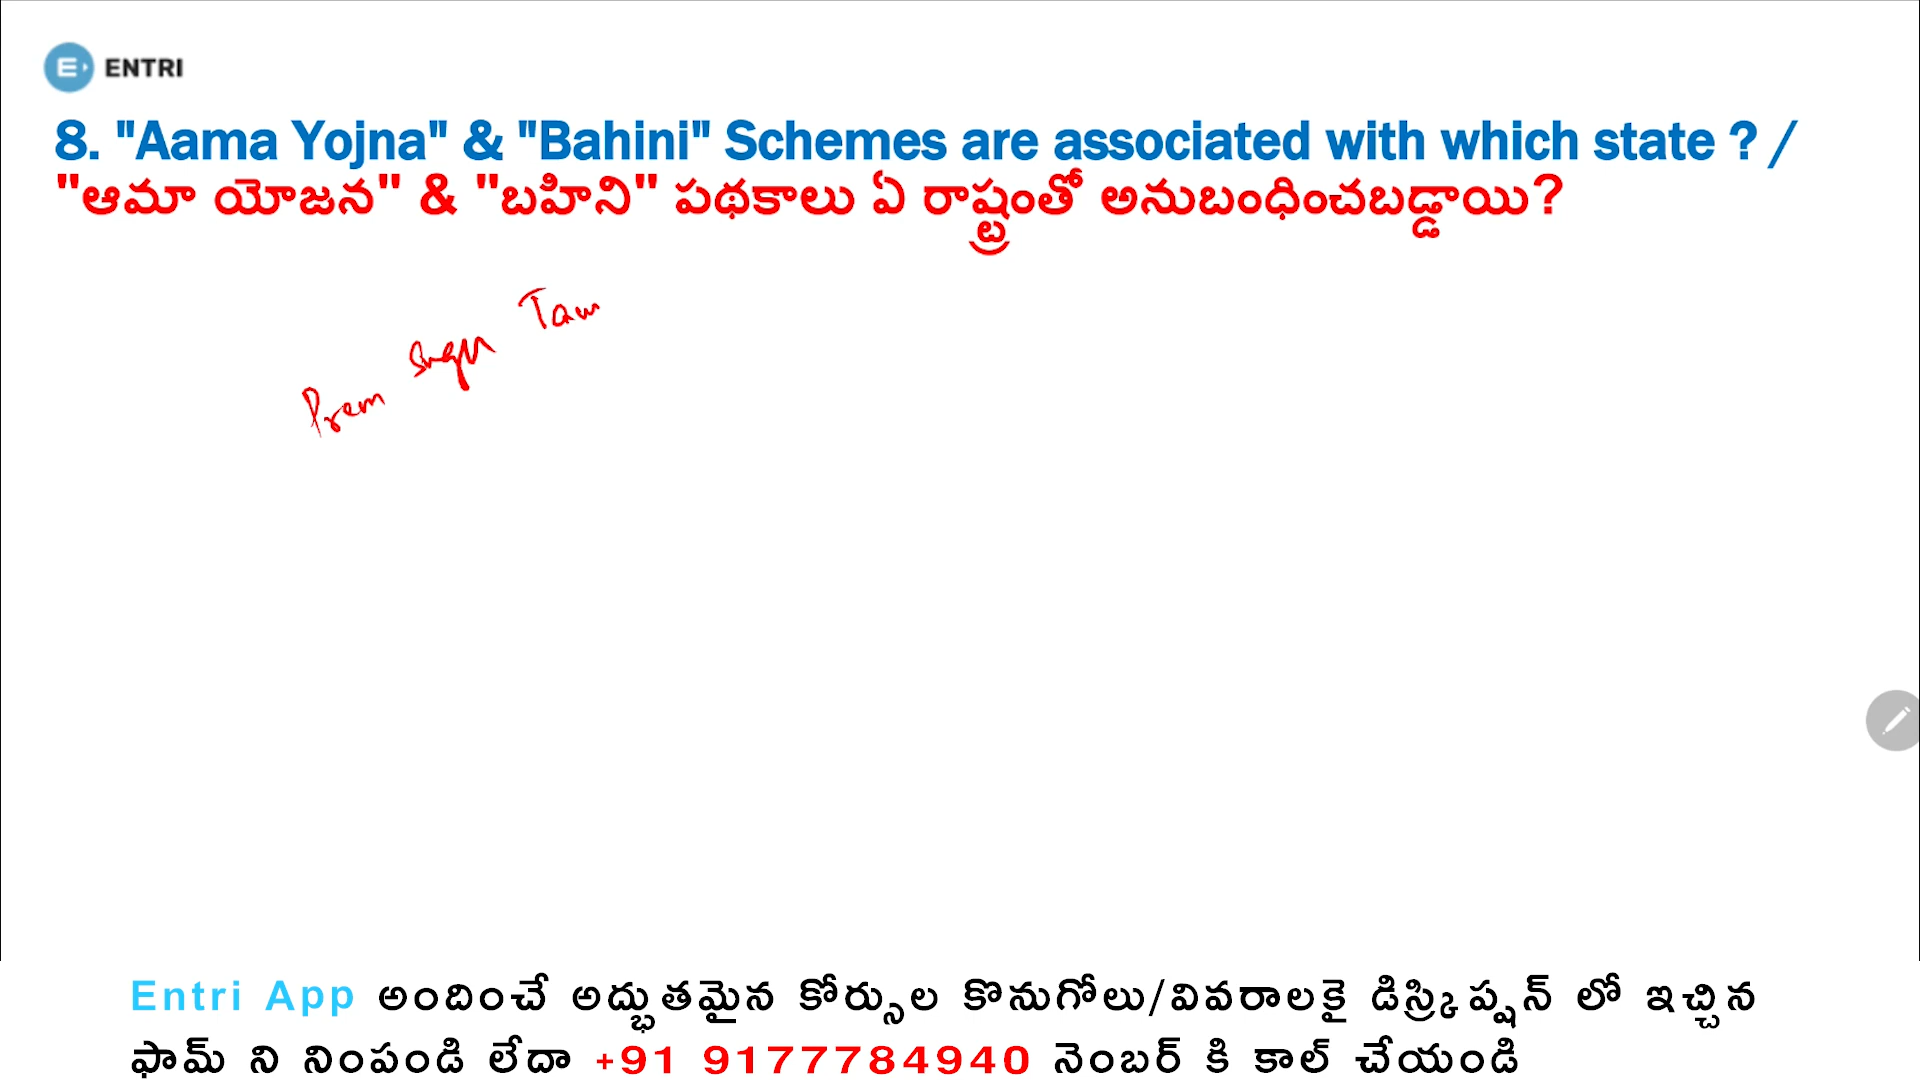 ENTRI
8. "Aama Yojna" & "Bahini" Schemes are associated with which state ? /
"ఆమా యోజన" & "బహిని" పథకాలు ఏ రాష్ట్రంతో అనుబంధించబడ్డాయి?
Tam
Prem
Entri App అందించే అద్భుతమైన కోర్సుల కొనుగోలు/వివరాలకై డిస్క్రిప్షన్ లో ఇచ్చిన
ఫామ్ ని నింపండి లేదా +91 9177784940 నెంబర్ కి కాల్ చేయండి